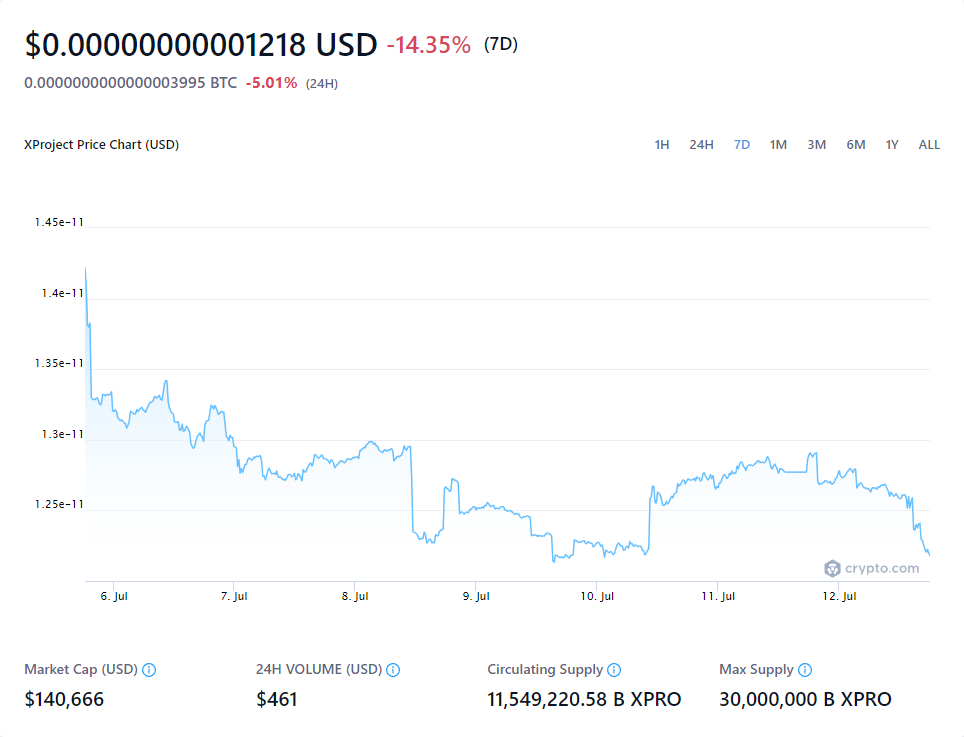 $0.00000000001218 USD -14.35% (7D)
0.0000000000000003995 BTC -5.01% (24H)
XProject Price Chart (USD) 1H 24H 7D 1M 3M 6M 1Y ALL
1.45e-11
1.4e-11
1.35e-11
1.3e-11
1.25e-11
crypto.com
6. Jul 7. Jul 8. Jul 9. Jul 10. Jul 11. Jul 12. Jul
Market Cap (USD) 24H VOLUME (USD) Circulating Supply Max Supply
$140,666 $461 11,549,220.58 B XPRO 30,000,000 B XPRO